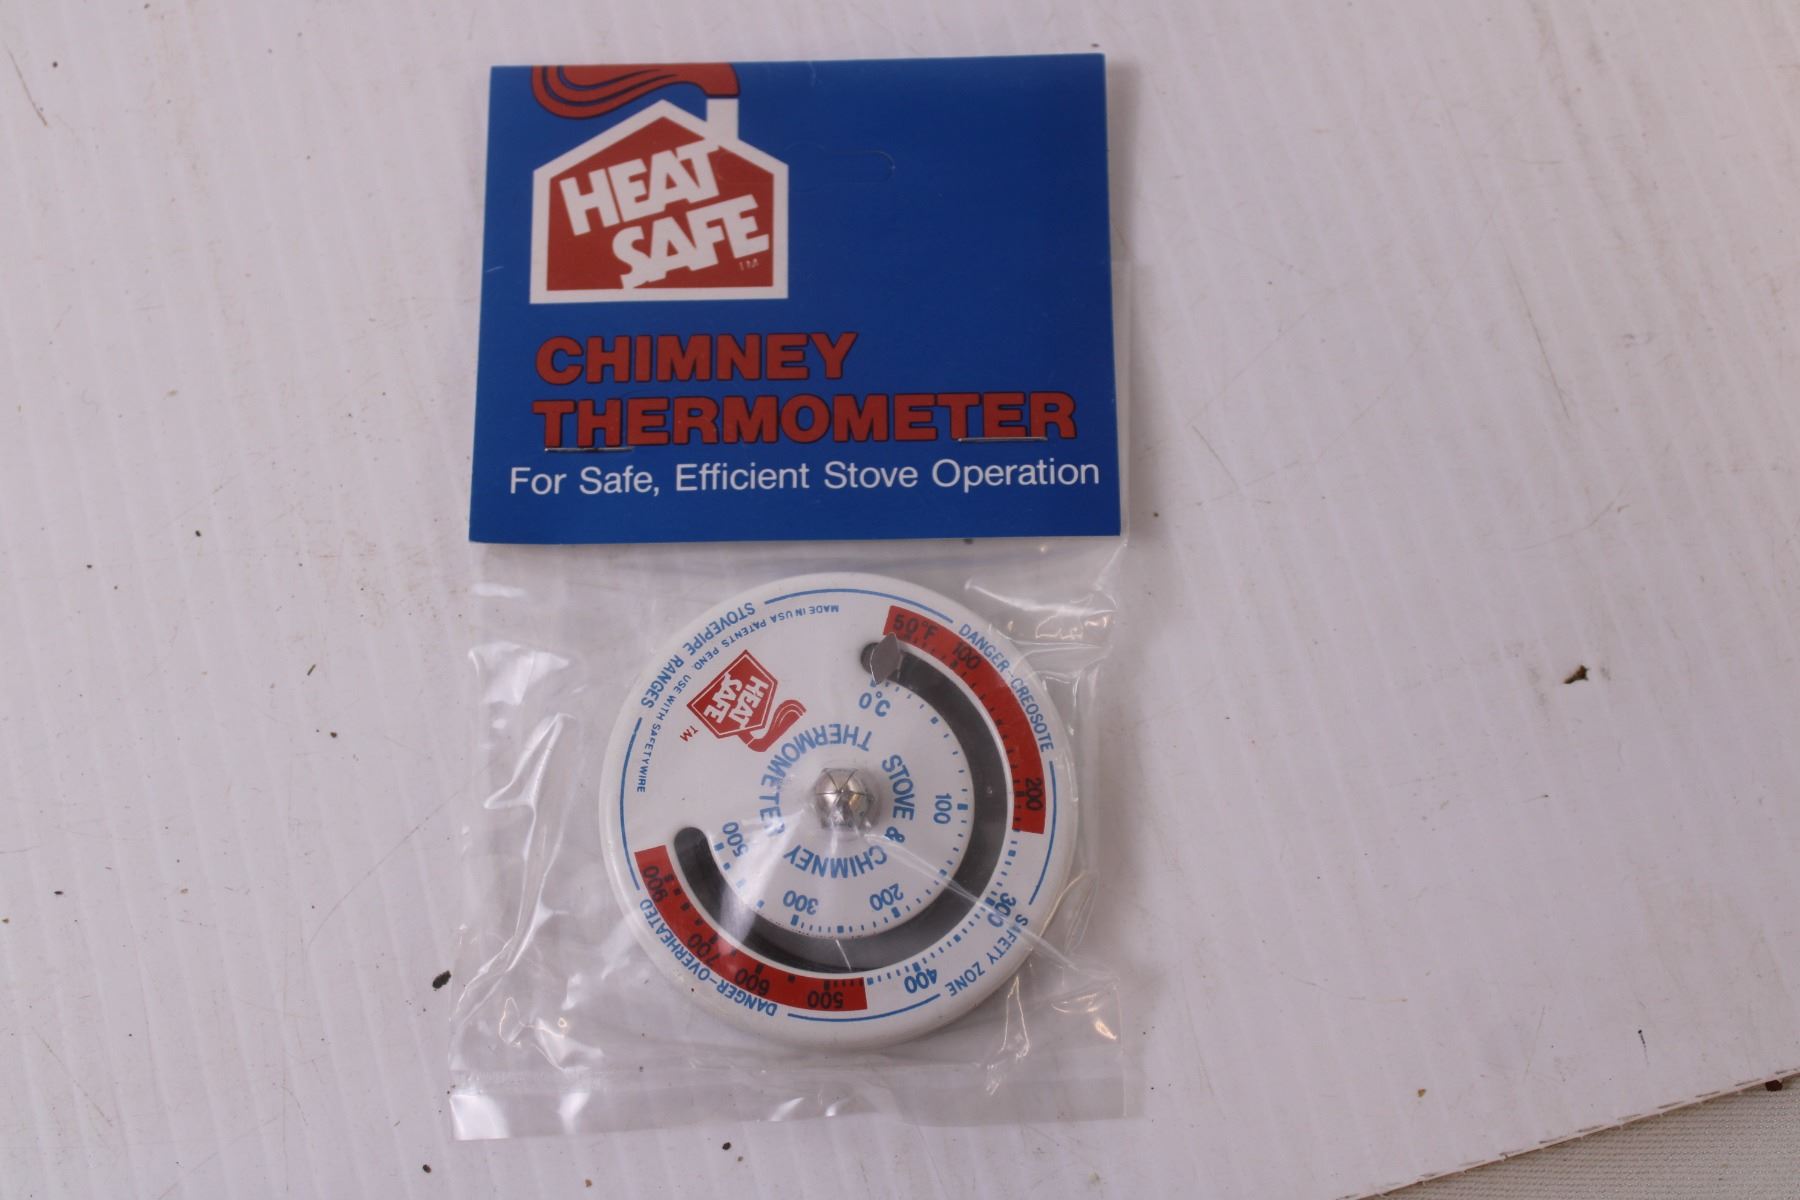 HEAT
SAFE
TM
CHIMNEY
THERMOMETER
For Safe, Efficient Stove Operation
STOVEPIPE RANGES
MADE IN USA PATENTS PEND. USE WITH SAFETY WIRE
HEAT
SAFE
TM
DANGER-CREOSOTE
50°F
100
200
SAFETY ZONE
300
400
DANGER-OVERHEATED
500
600
700
900
0°C
100
200
300
500
STOVE & CHIMNEY
THERMOMETER